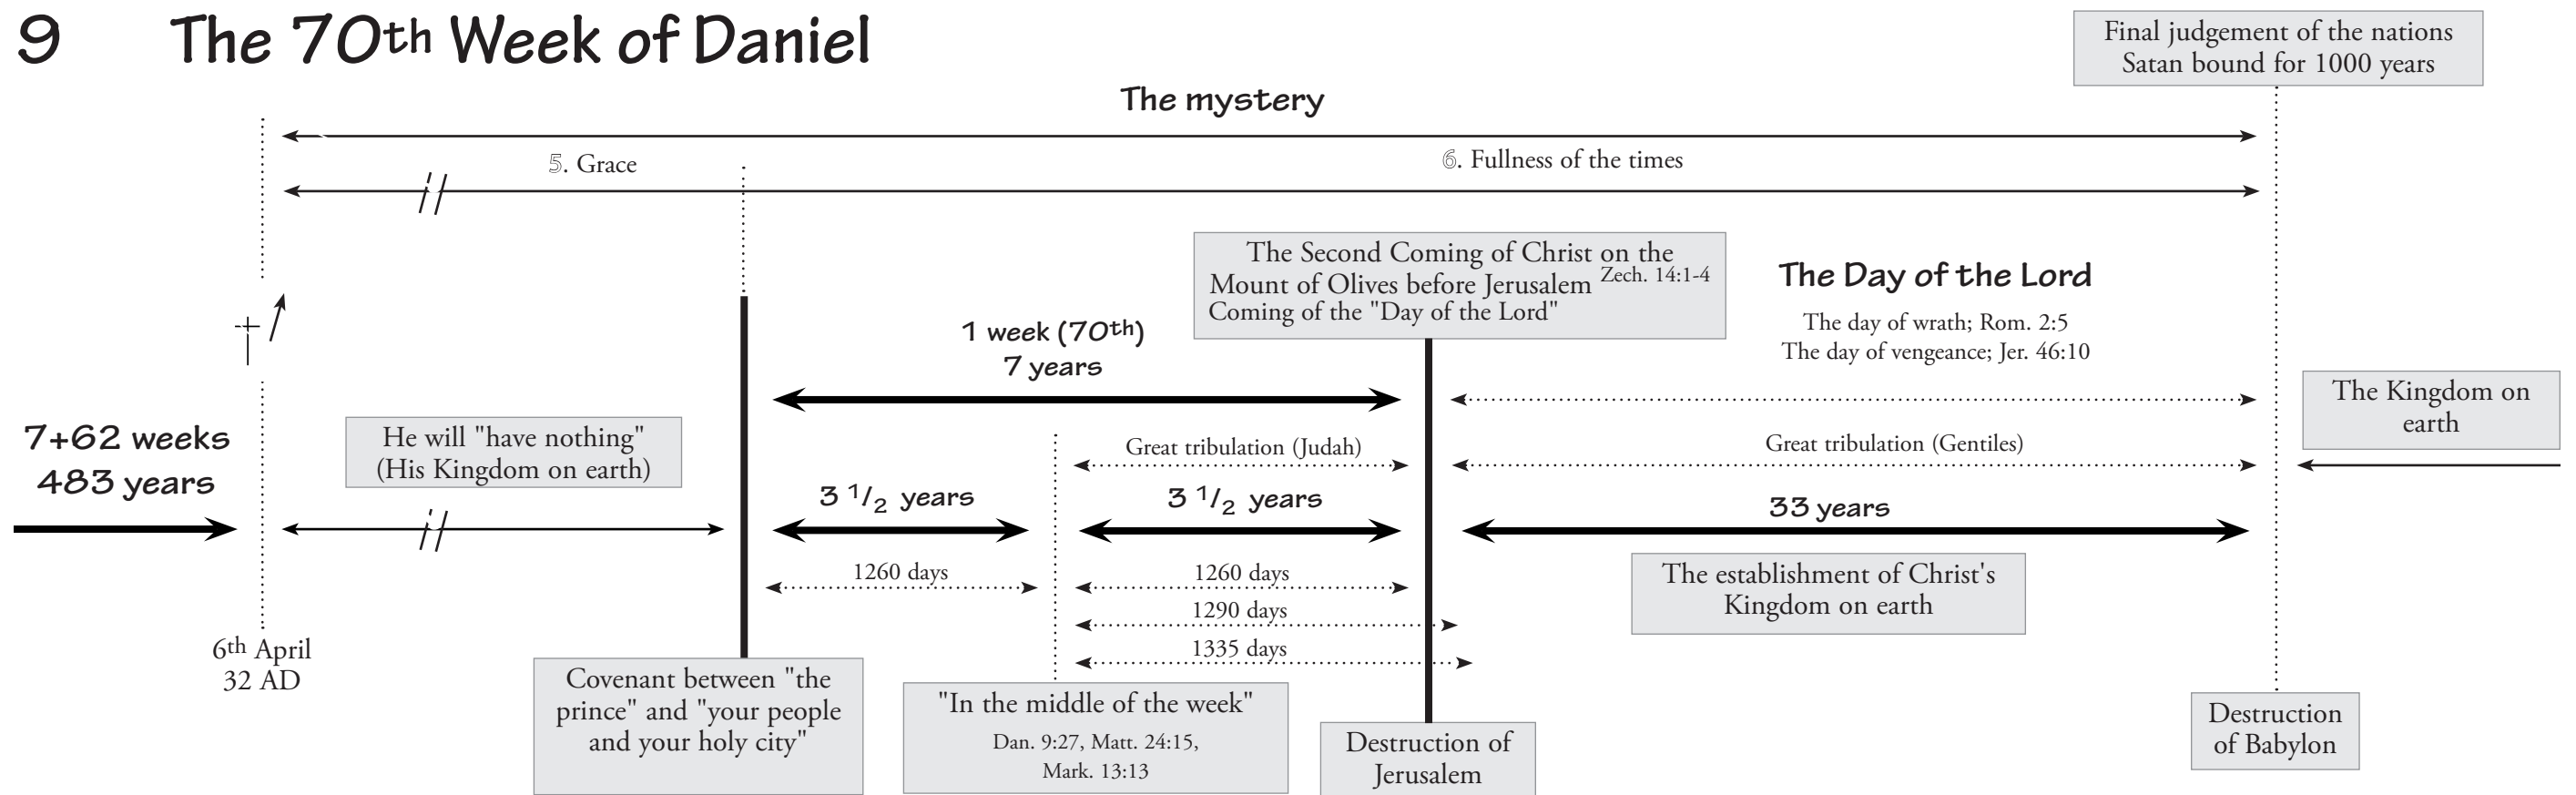 9 The 70th Week of Daniel
Final judgement of the nations
Satan bound for 1000 years
The mystery
5. Grace
6. Fullness of the times
The Second Coming of Christ on the
Mount of Olives before Jerusalem Zech. 14:1-4
Coming of the "Day of the Lord"
The Day of the Lord
The day of wrath; Rom. 2:5
The day of vengeance; Jer. 46:10
1 week (70th)
7 years
The Kingdom on
earth
7+62 weeks
483 years
He will "have nothing"
(His Kingdom on earth)
Great tribulation (Judah)
Great tribulation (Gentiles)
3 1/2 years
3 1/2 years
33 years
1260 days
1260 days
1290 days
1335 days
The establishment of Christ's
Kingdom on earth
6th April
32 AD
Covenant between "the
prince" and "your people
and your holy city"
"In the middle of the week"
Dan. 9:27, Matt. 24:15,
Mark. 13:13
Destruction of
Jerusalem
Destruction
of Babylon